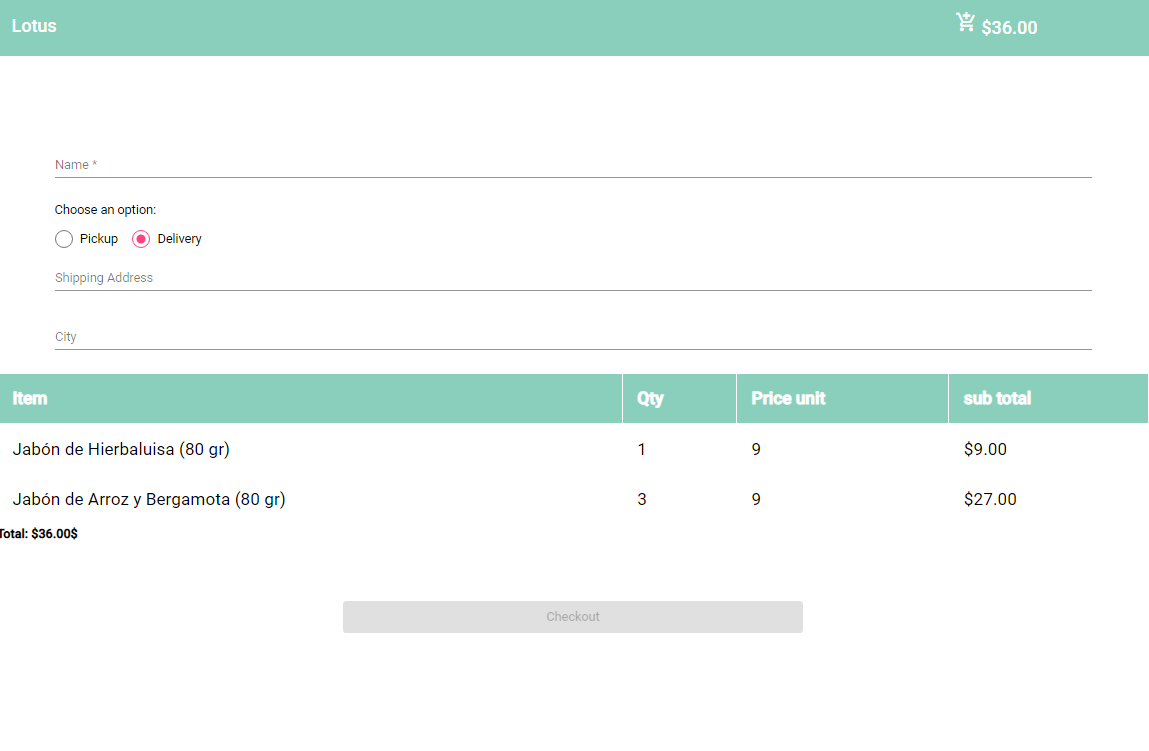 Lotus $36.00
Name *
Choose an option:
Pickup Delivery
Shipping Address
City
Item Qty Price unit sub total
Jabón de Hierbaluisa (80 gr) 1 9 $9.00
Jabón de Arroz y Bergamota (80 gr) 3 9 $27.00
Total: $36.00$
Checkout